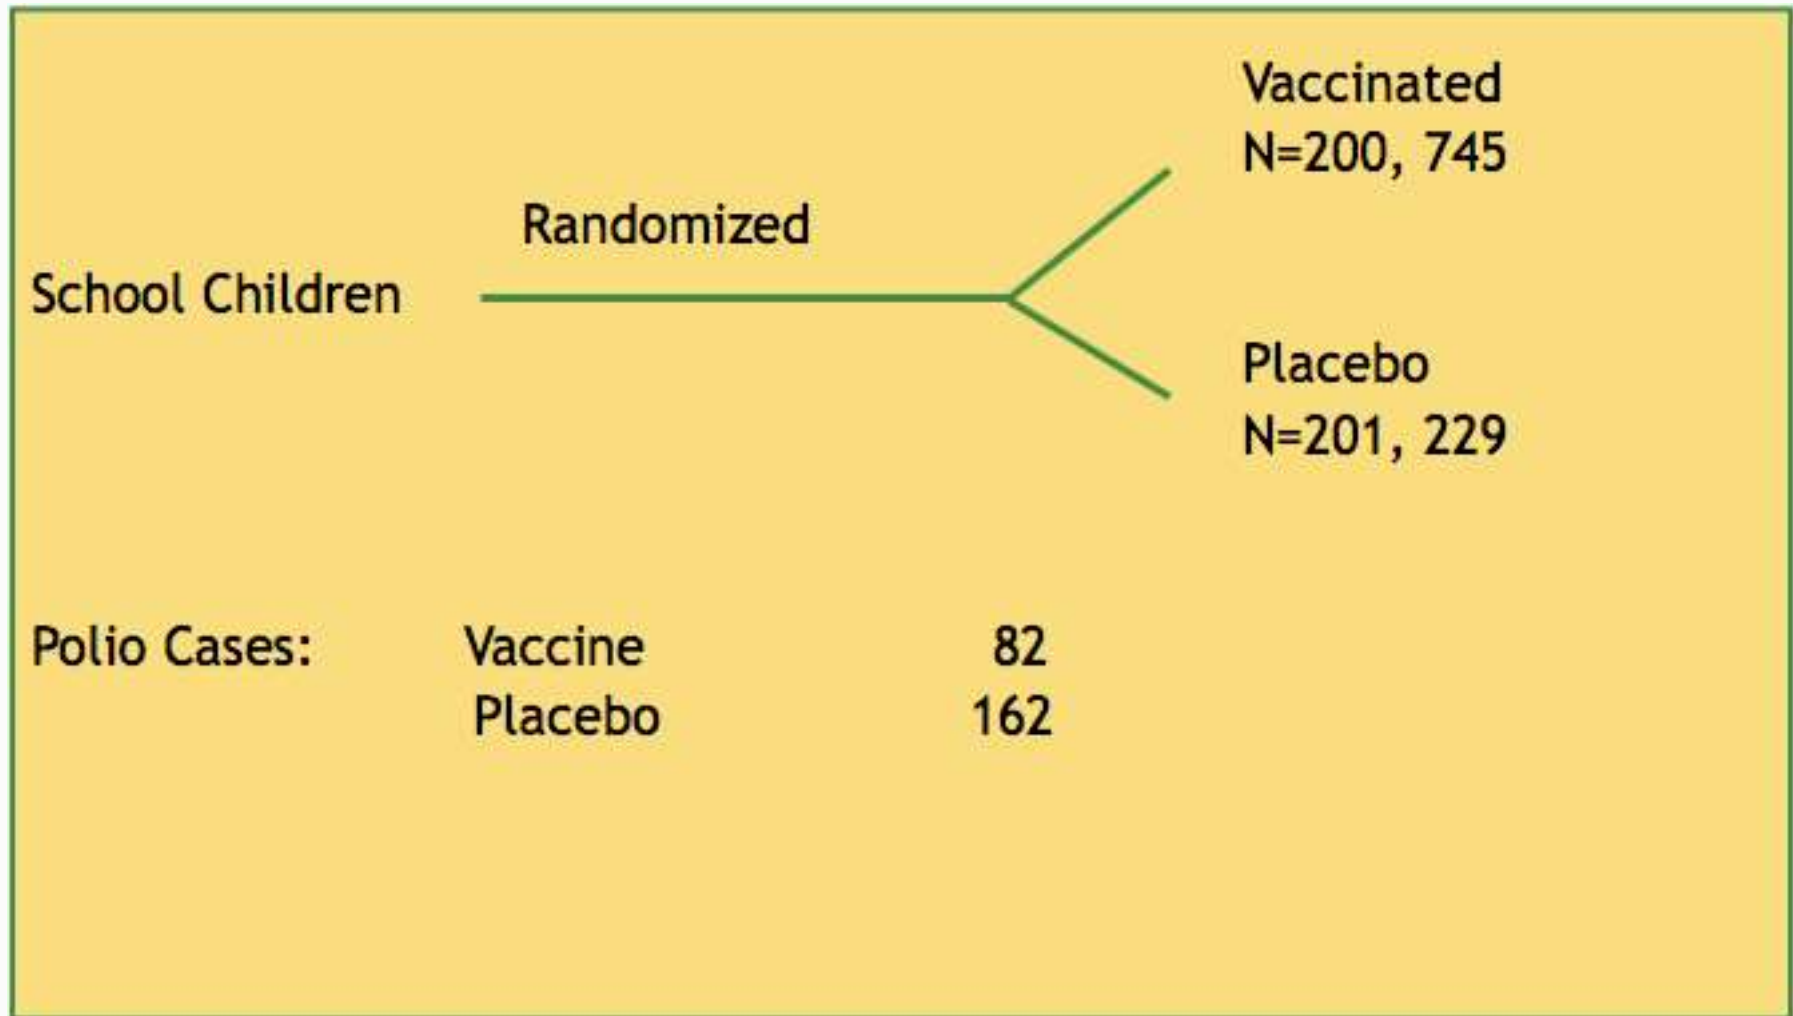 Vaccinated
N=200, 745
Randomized
School Children
Placebo
N=201, 229
Polio Cases: Vaccine 82
Placebo 162